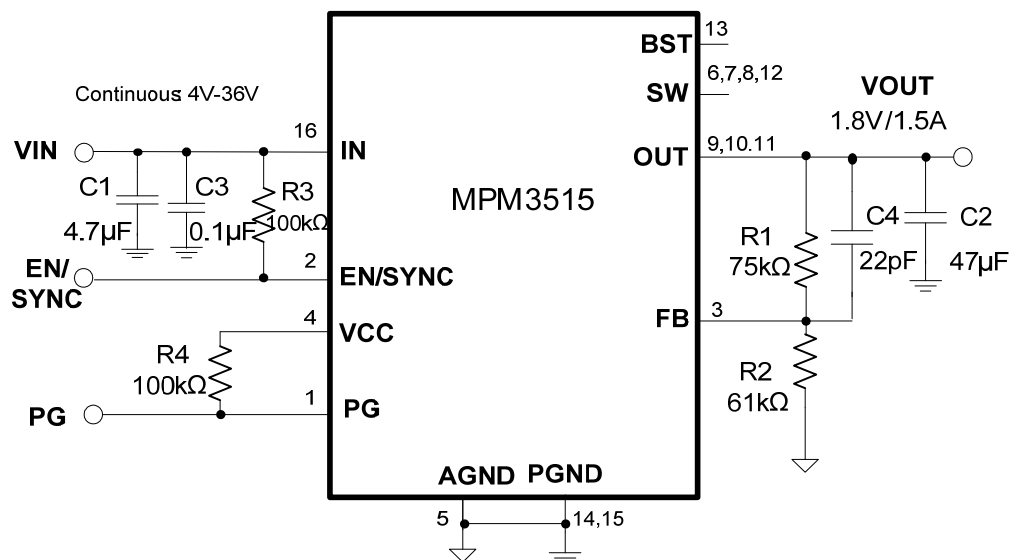 13
BST
6,7,8,12
SW
VOUT
Continuous: 4V-36V
1.8V/1.5A
16
9,10.11
VIN
IN
OUT
MPM3515
C1
C3
R3
4.7µF
0.1µF
100kΩ
C4
C2
R1
75kΩ
22pF
47µF
EN/
SYNC
2
EN/SYNC
3
FB
4
VCC
R4
100kΩ
R2
61kΩ
1
PG
PG
AGND
PGND
5
14,15